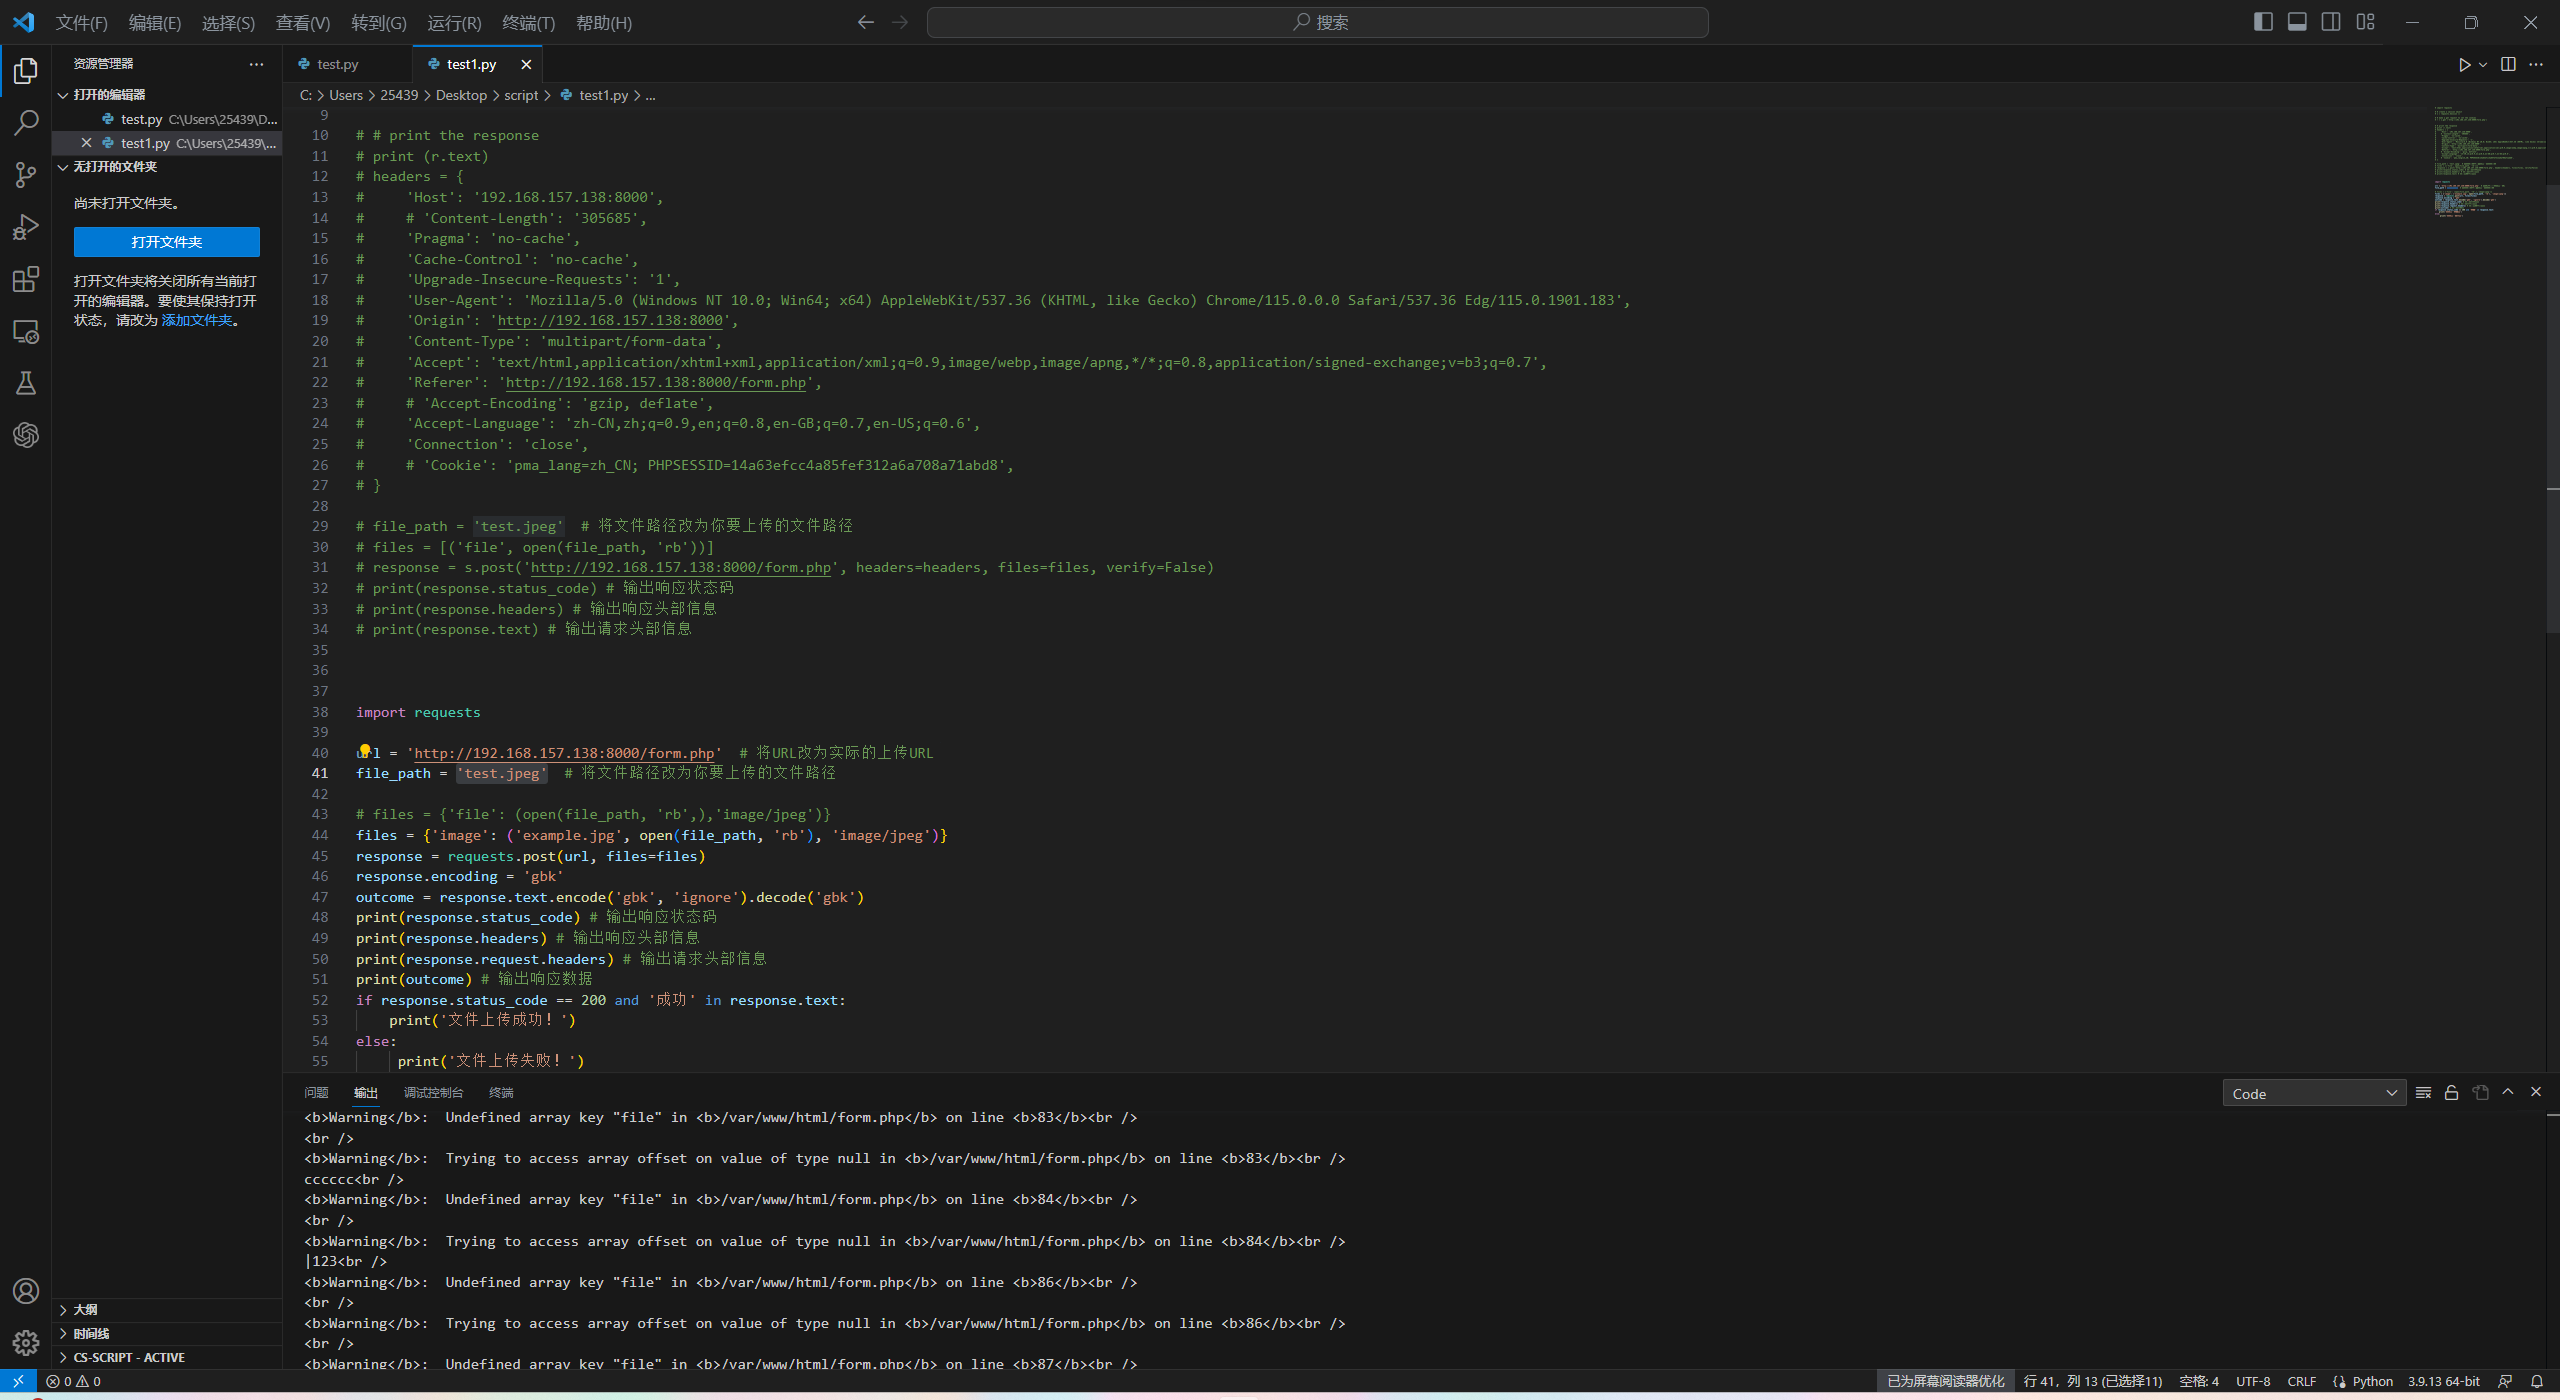 文件(F) 编辑(E) 选择(S) 查看(V) 转到(G) 运行(R) 终端(T) 帮助(H) 搜索
资源管理器
打开的编辑器
test.py C:\Users\25439\D...
test1.py C:\Users\25439\...
无打开的文件夹
尚未打开文件夹。
打开文件夹
打开文件夹将关闭所有当前打
开的编辑器。要使其保持打开
状态，请改为 添加文件夹。
大纲
时间线
CS-SCRIPT - ACTIVE
test.py test1.py
C: > Users > 25439 > Desktop > script > test1.py > ...
9
10 # # print the response
11 # print (r.text)
12 # headers = {
13 #     'Host': '192.168.157.138:8000',
14 #     # 'Content-Length': '305685',
15 #     'Pragma': 'no-cache',
16 #     'Cache-Control': 'no-cache',
17 #     'Upgrade-Insecure-Requests': '1',
18 #     'User-Agent': 'Mozilla/5.0 (Windows NT 10.0; Win64; x64) AppleWebKit/537.36 (KHTML, like Gecko) Chrome/115.0.0.0 Safari/537.36 Edg/115.0.1901.183',
19 #     'Origin': 'http://192.168.157.138:8000',
20 #     'Content-Type': 'multipart/form-data',
21 #     'Accept': 'text/html,application/xhtml+xml,application/xml;q=0.9,image/webp,image/apng,*/*;q=0.8,application/signed-exchange;v=b3;q=0.7',
22 #     'Referer': 'http://192.168.157.138:8000/form.php',
23 #     # 'Accept-Encoding': 'gzip, deflate',
24 #     'Accept-Language': 'zh-CN,zh;q=0.9,en;q=0.8,en-GB;q=0.7,en-US;q=0.6',
25 #     'Connection': 'close',
26 #     # 'Cookie': 'pma_lang=zh_CN; PHPSESSID=14a63efcc4a85fef312a6a708a71abd8',
27 # }
28
29 # file_path = 'test.jpeg'  # 将文件路径改为你要上传的文件路径
30 # files = [('file', open(file_path, 'rb'))]
31 # response = s.post('http://192.168.157.138:8000/form.php', headers=headers, files=files, verify=False)
32 # print(response.status_code) # 输出响应状态码
33 # print(response.headers) # 输出响应头部信息
34 # print(response.text) # 输出请求头部信息
35
36
37
38 import requests
39
40 url = 'http://192.168.157.138:8000/form.php'  # 将URL改为实际的上传URL
41 file_path = 'test.jpeg'  # 将文件路径改为你要上传的文件路径
42
43 # files = {'file': (open(file_path, 'rb',),'image/jpeg')}
44 files = {'image': ('example.jpg', open(file_path, 'rb'), 'image/jpeg')}
45 response = requests.post(url, files=files)
46 response.encoding = 'gbk'
47 outcome = response.text.encode('gbk', 'ignore').decode('gbk')
48 print(response.status_code) # 输出响应状态码
49 print(response.headers) # 输出响应头部信息
50 print(response.request.headers) # 输出请求头部信息
51 print(outcome) # 输出响应数据
52 if response.status_code == 200 and '成功' in response.text:
53     print('文件上传成功！')
54 else:
55      print('文件上传失败！')
问题 输出 调试控制台 终端 Code
<b>Warning</b>:  Undefined array key "file" in <b>/var/www/html/form.php</b> on line <b>83</b><br />
<br />
<b>Warning</b>:  Trying to access array offset on value of type null in <b>/var/www/html/form.php</b> on line <b>83</b><br />
cccccc<br />
<b>Warning</b>:  Undefined array key "file" in <b>/var/www/html/form.php</b> on line <b>84</b><br />
<br />
<b>Warning</b>:  Trying to access array offset on value of type null in <b>/var/www/html/form.php</b> on line <b>84</b><br />
|123<br />
<b>Warning</b>:  Undefined array key "file" in <b>/var/www/html/form.php</b> on line <b>86</b><br />
<br />
<b>Warning</b>:  Trying to access array offset on value of type null in <b>/var/www/html/form.php</b> on line <b>86</b><br />
<br />
<b>Warning</b>:  Undefined array key "file" in <b>/var/www/html/form.php</b> on line <b>87</b><br />
0 0 已为屏幕阅读器优化 行 41，列 13 (已选择11) 空格: 4 UTF-8 CRLF Python 3.9.13 64-bit